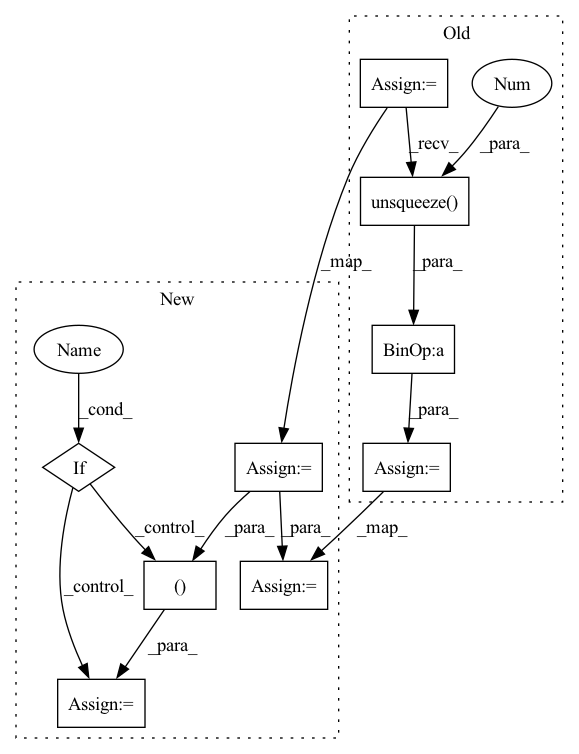 Old
Assign:=
Num
_recv_
_para_
unsqueeze()
_map_
_para_
New
Name
BinOp:a
_cond_
_para_
If
Assign:=
Assign:=
_control_
_para_
_para_
_map_
_control_
()
Assign:=
_para_
Assign:=